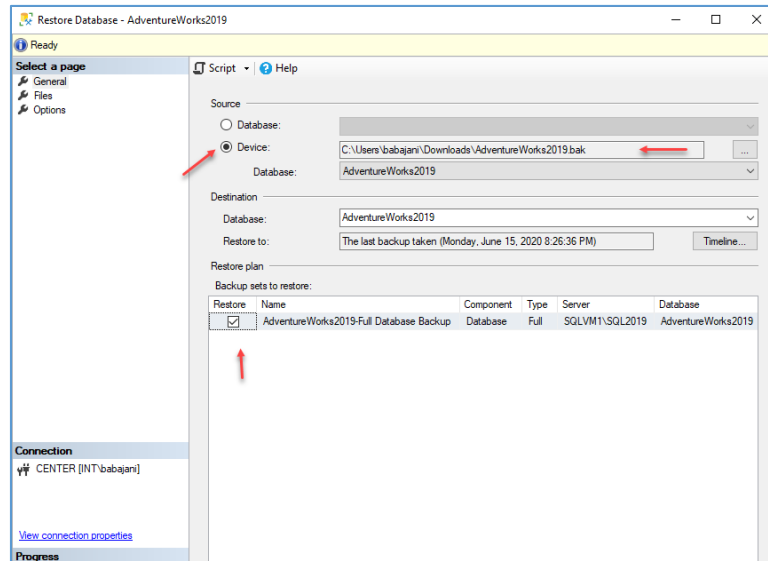 Restore Database - AdventureWorks2019
Ready
Select a page
General
Files
Options
Script
Help
Source
Database:
Device:
C:\Users\babajani\Downloads\AdventureWorks2019.bak
...
Database:
AdventureWorks2019
Destination
Database:
AdventureWorks2019
Restore to:
The last backup taken (Monday, June 15, 2020 8:26:36 PM)
Timeline...
Restore plan
Backup sets to restore:
Restore Name Component Type Server Database
AdventureWorks2019-Full Database Backup Database Full SQLVM1\SQL2019 AdventureWorks2019
Connection
CENTER [INT\babajani]
View connection properties
Progress